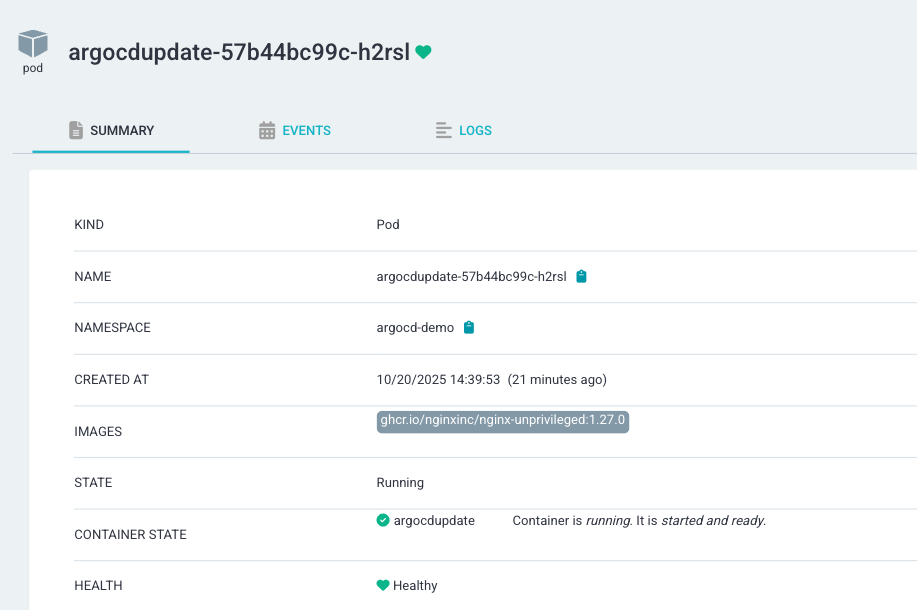 argocdupdate-57b44bc99c-h2rsl
pod
SUMMARY EVENTS LOGS
KIND Pod
NAME argocdupdate-57b44bc99c-h2rsl
NAMESPACE argocd-demo
CREATED AT 10/20/2025 14:39:53 (21 minutes ago)
IMAGES ghcr.io/nginxinc/nginx-unprivileged:1.27.0
STATE Running
CONTAINER STATE argocdupdate Container is running. It is started and ready.
HEALTH Healthy